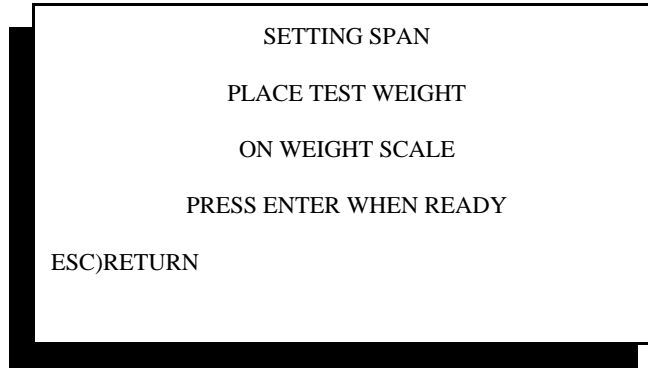 SETTING SPAN
PLACE TEST WEIGHT
ON WEIGHT SCALE
PRESS ENTER WHEN READY
ESC)RETURN